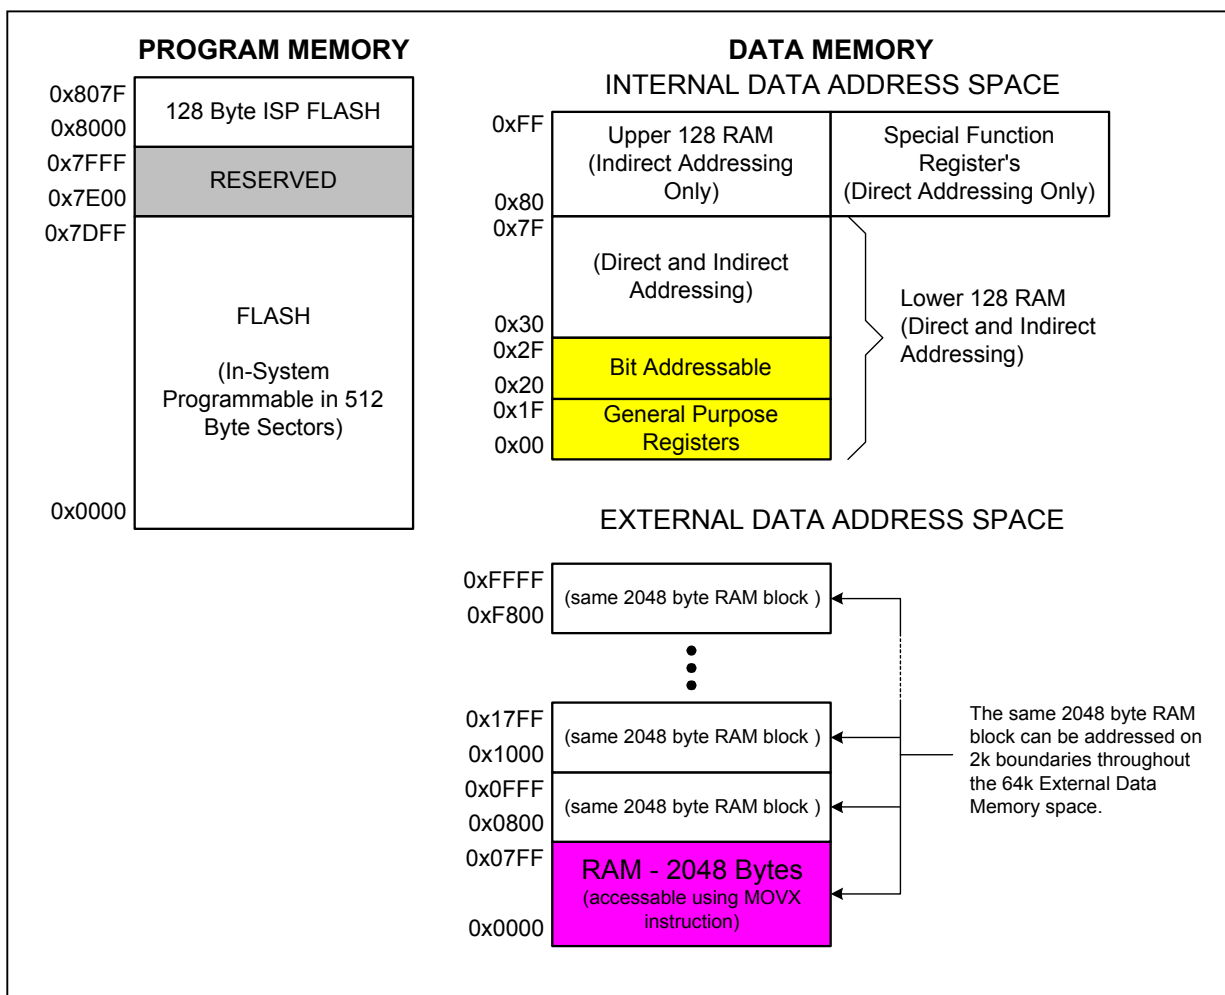 PROGRAM MEMORY
0x807F
0x8000
128 Byte ISP FLASH
0x7FFF
0x7E00
RESERVED
0x7DFF
FLASH
(In-System
Programmable in 512
Byte Sectors)
0x0000
DATA MEMORY
INTERNAL DATA ADDRESS SPACE
0xFF
Upper 128 RAM
(Indirect Addressing
Only)
0x80
Special Function
Register's
(Direct Addressing Only)
0x7F
(Direct and Indirect
Addressing)
0x30
0x2F
Bit Addressable
0x20
0x1F
General Purpose
Registers
0x00
Lower 128 RAM
(Direct and Indirect
Addressing)
EXTERNAL DATA ADDRESS SPACE
0xFFFF
(same 2048 byte RAM block )
0xF800
0x17FF
(same 2048 byte RAM block )
0x1000
0x0FFF
(same 2048 byte RAM block )
0x0800
0x07FF
RAM - 2048 Bytes
(accessable using MOVX
instruction)
0x0000
The same 2048 byte RAM
block can be addressed on
2k boundaries throughout
the 64k External Data
Memory space.